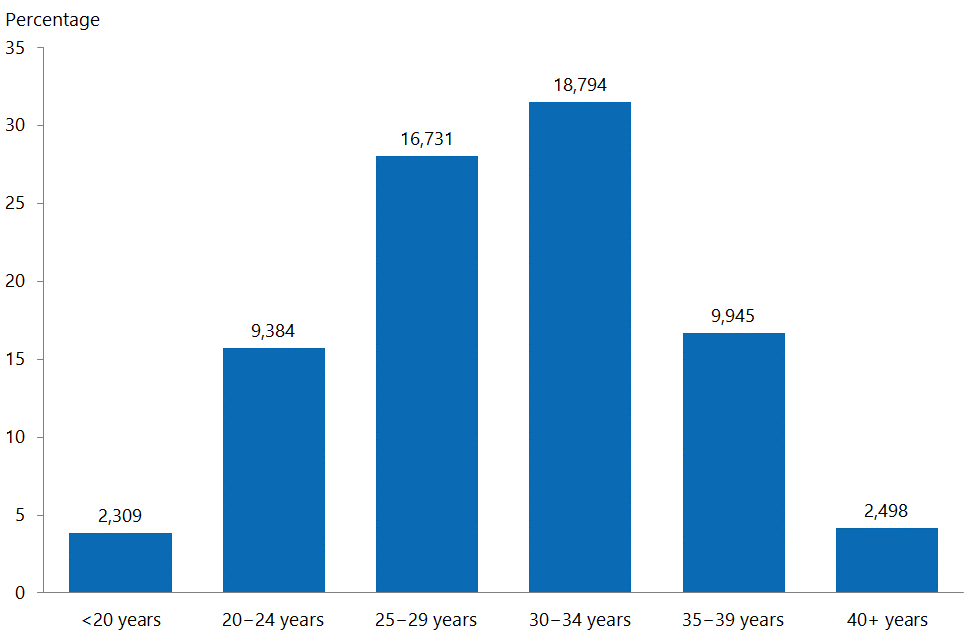 Percentage
35
30
25
20
15
10
5
0
2,309
9,384
16,731
18,794
9,945
2,498
<20 years
20–24 years
25–29 years
30–34 years
35–39 years
40+ years